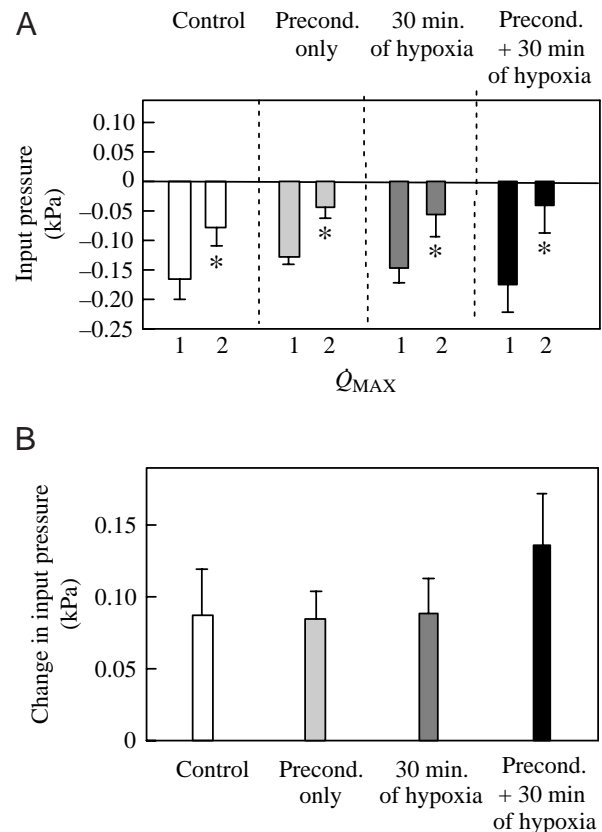 A
Control
Precond.
only
30 min.
of hypoxia
Precond.
+ 30 min
of hypoxia
Input pressure
(kPa)
0.10
0.05
0
–0.05
–0.10
–0.15
–0.20
–0.25
* * * *
1 2 1 2 1 2 1 2
Q̇MAX
B
Change in input pressure
(kPa)
0.15
0.10
0.05
0
Control
Precond.
only
30 min.
of hypoxia
Precond.
+ 30 min
of hypoxia